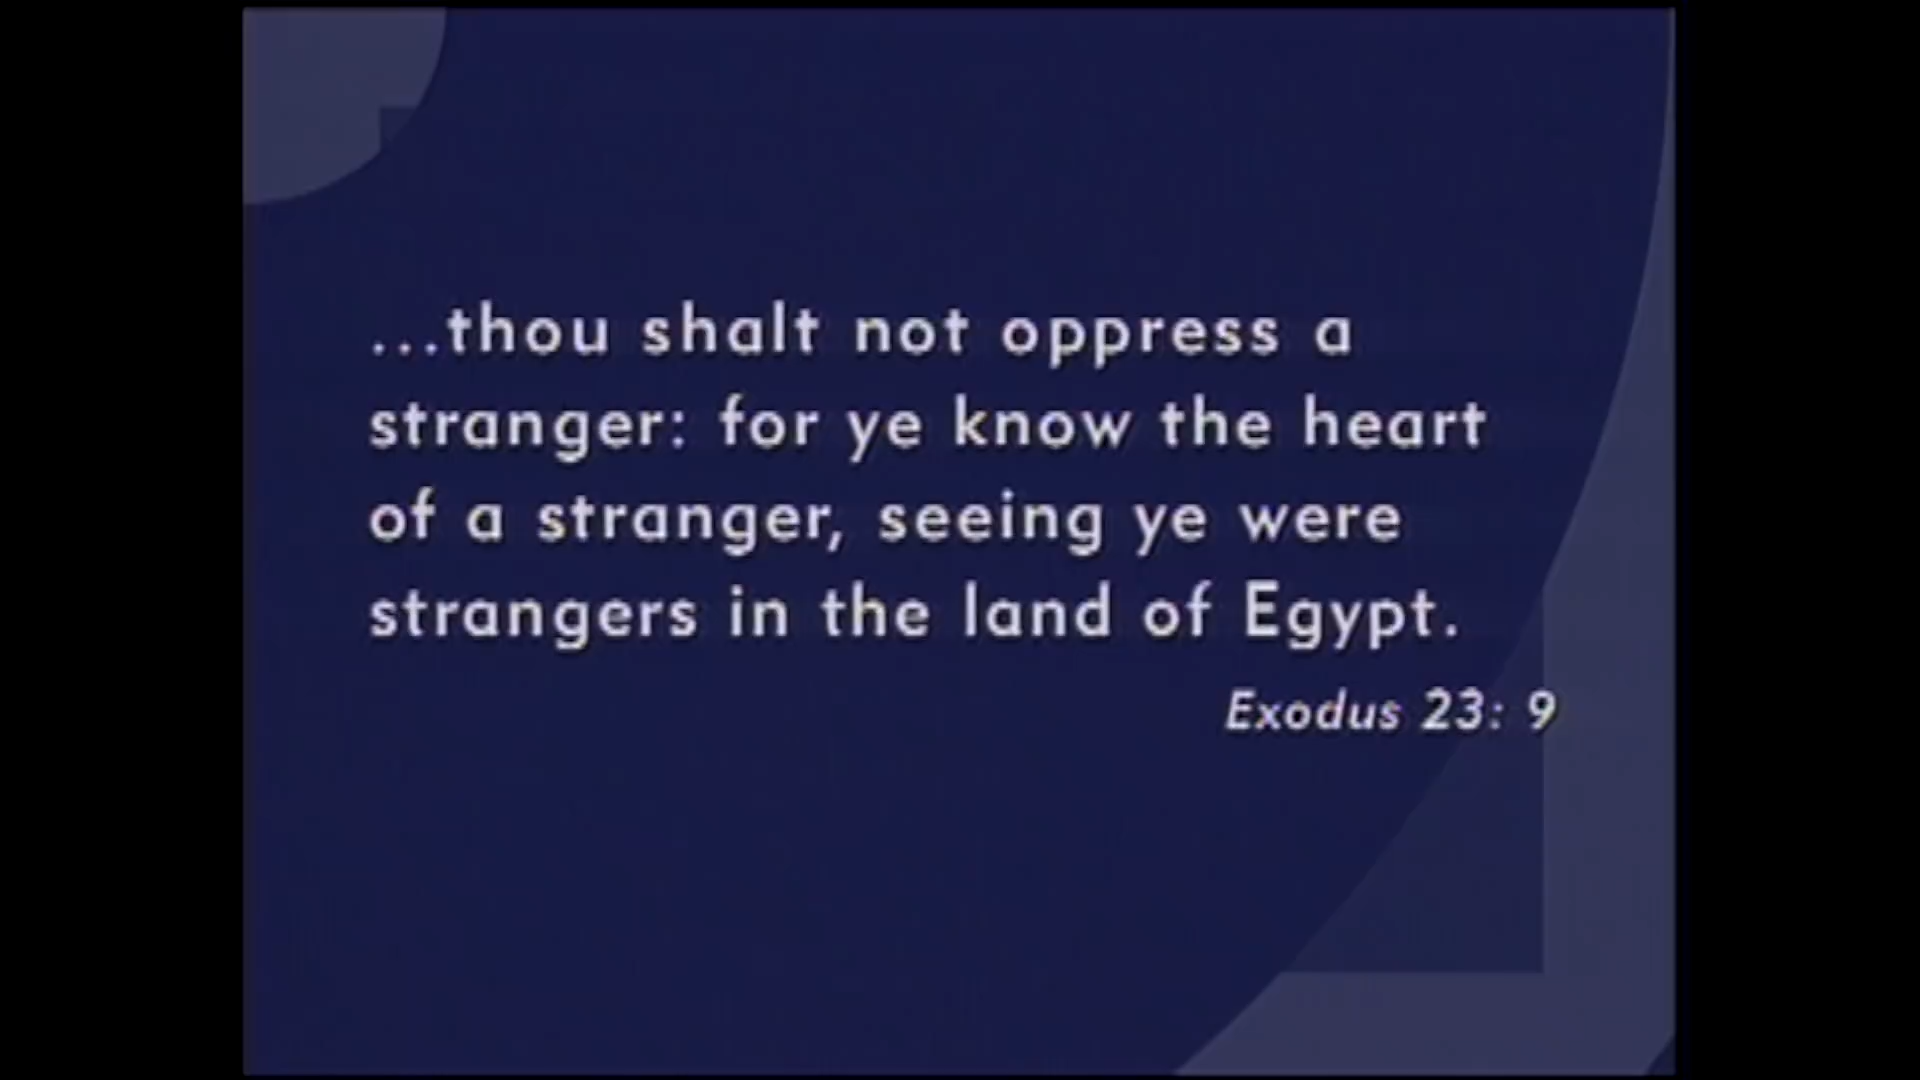 ...thou shalt not oppress a
stranger: for ye know the heart
of a stranger, seeing ye were
strangers in the land of Egypt.
Exodus 23: 9